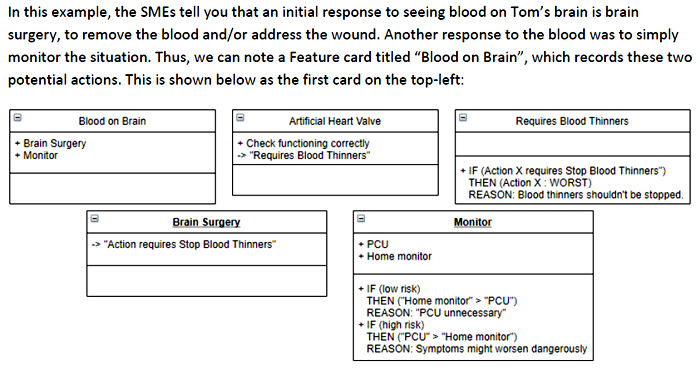 In this example, the SMEs tell you that an initial response to seeing blood on Tom’s brain is brain
surgery, to remove the blood and/or address the wound. Another response to the blood was to simply
monitor the situation. Thus, we can note a Feature card titled “Blood on Brain”, which records these two
potential actions. This is shown below as the first card on the top-left:
Blood on Brain
+ Brain Surgery
+ Monitor
Artificial Heart Valve
+ Check functioning correctly
-> "Requires Blood Thinners"
Requires Blood Thinners
+ IF (Action X requires Stop Blood Thinners")
THEN (Action X : WORST)
REASON: Blood thinners shouldn't be stopped.
Brain Surgery
-> "Action requires Stop Blood Thinners"
Monitor
+ PCU
+ Home monitor
+ IF (low risk)
THEN ("Home monitor" > "PCU")
REASON: "PCU unnecessary"
+ IF (high risk)
THEN ("PCU" > "Home monitor")
REASON: Symptoms might worsen dangerously